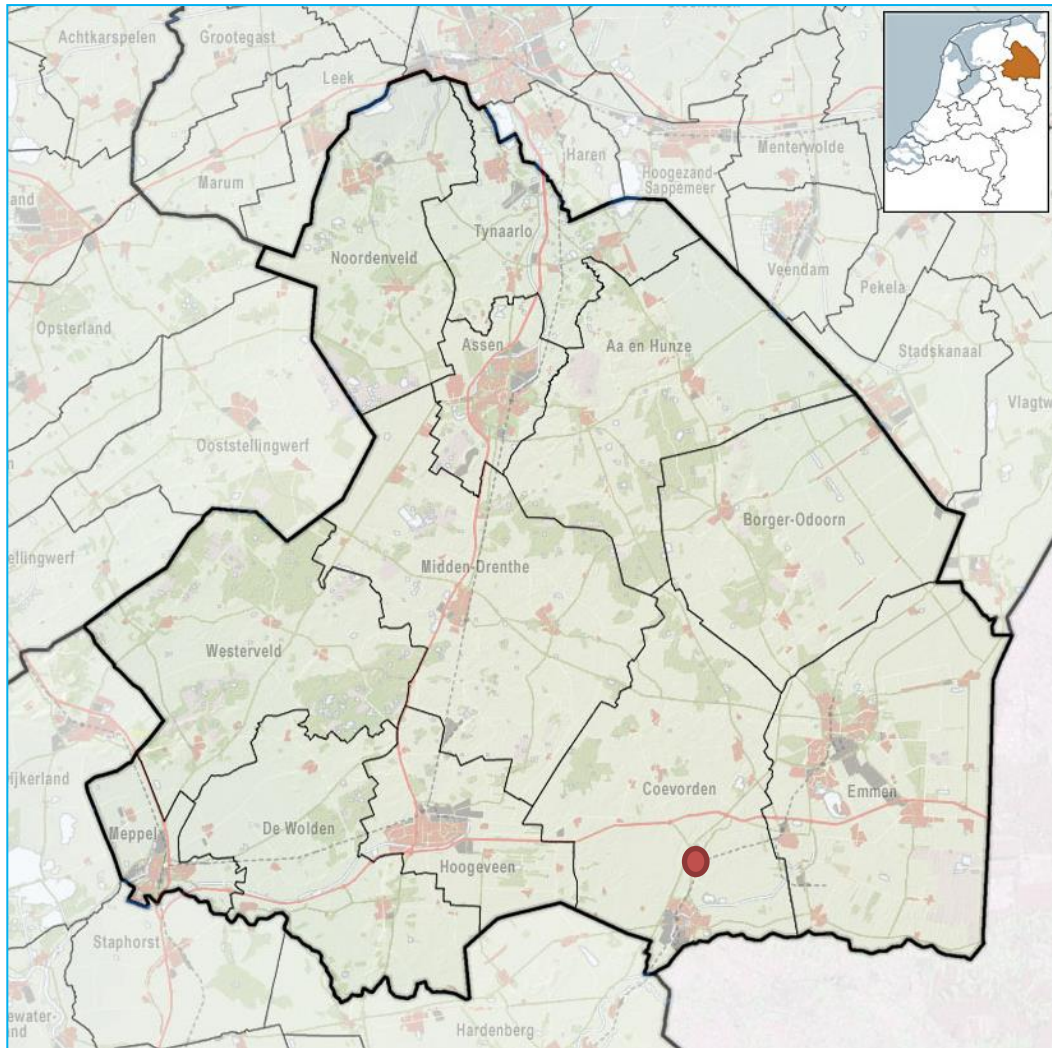 Achtkarspelen
Grootegast
Leek
Marum
Haren
Hoogezand-
Sappemeer
Menterwolde
Tynaarlo
Noordenveld
Veendam
Pekela
Opsterland
Assen
Aa en Hunze
Stadskanaal
Vlagtw
Ooststellingwerf
Borger-Odoorn
ellingwerf
Midden-Drenthe
Westerveld
ijkerland
Coevorden
Emmen
Meppel
De Wolden
Hoogeveen
Staphorst
Hardenberg